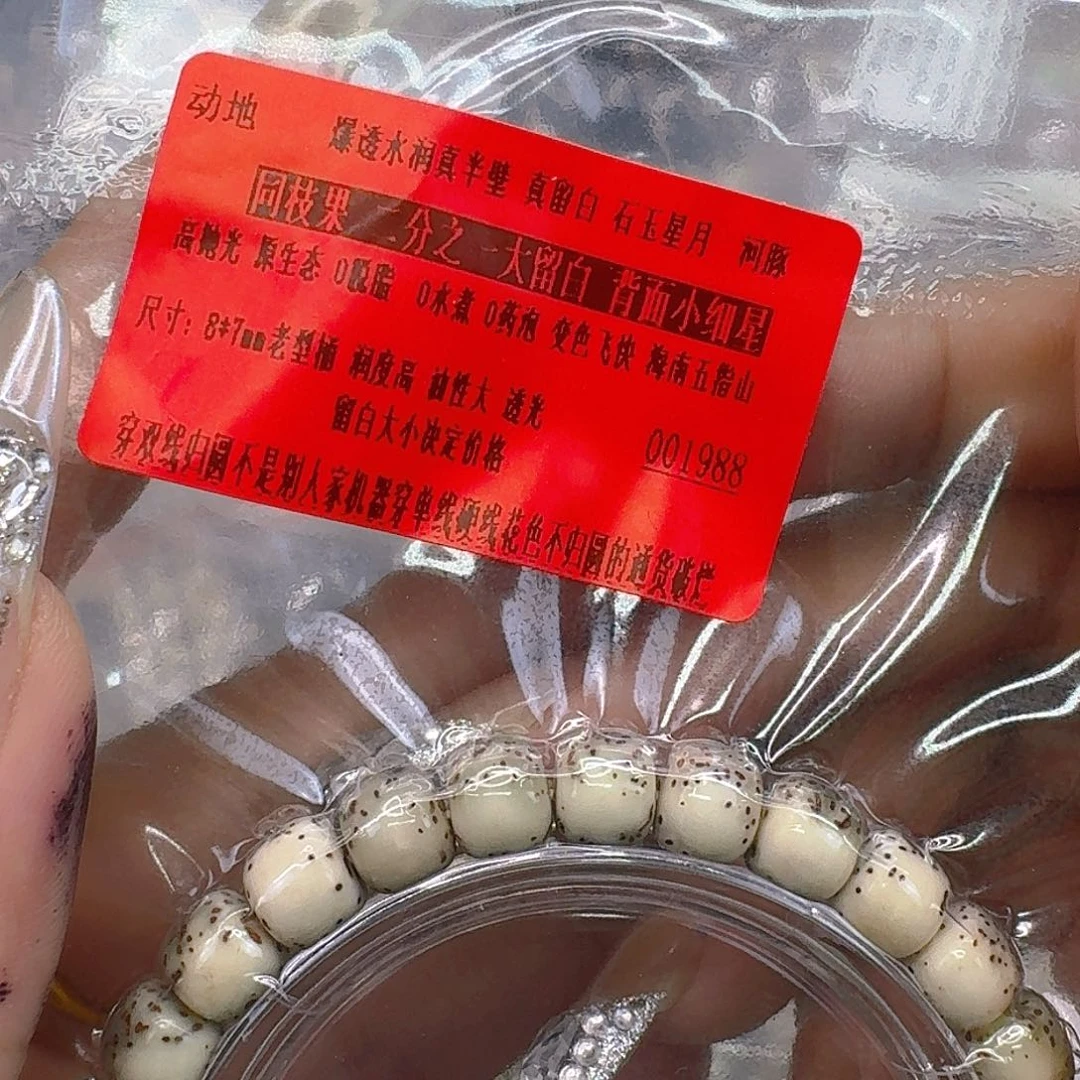 动地
爆透水润真半壁 真留白 石玉星月 河豚
同枝果 二分之一大留白 背面小细星
高抛光 原生态 0脱脂 0水煮 0药泡 变色飞快 海南五指山
尺寸：8*7mm老型桶 润度高 油性大 透光
留白大小决定价格
001988
穿双线归圆不是别人家机器穿单线硬线花色不归圆的通货破烂